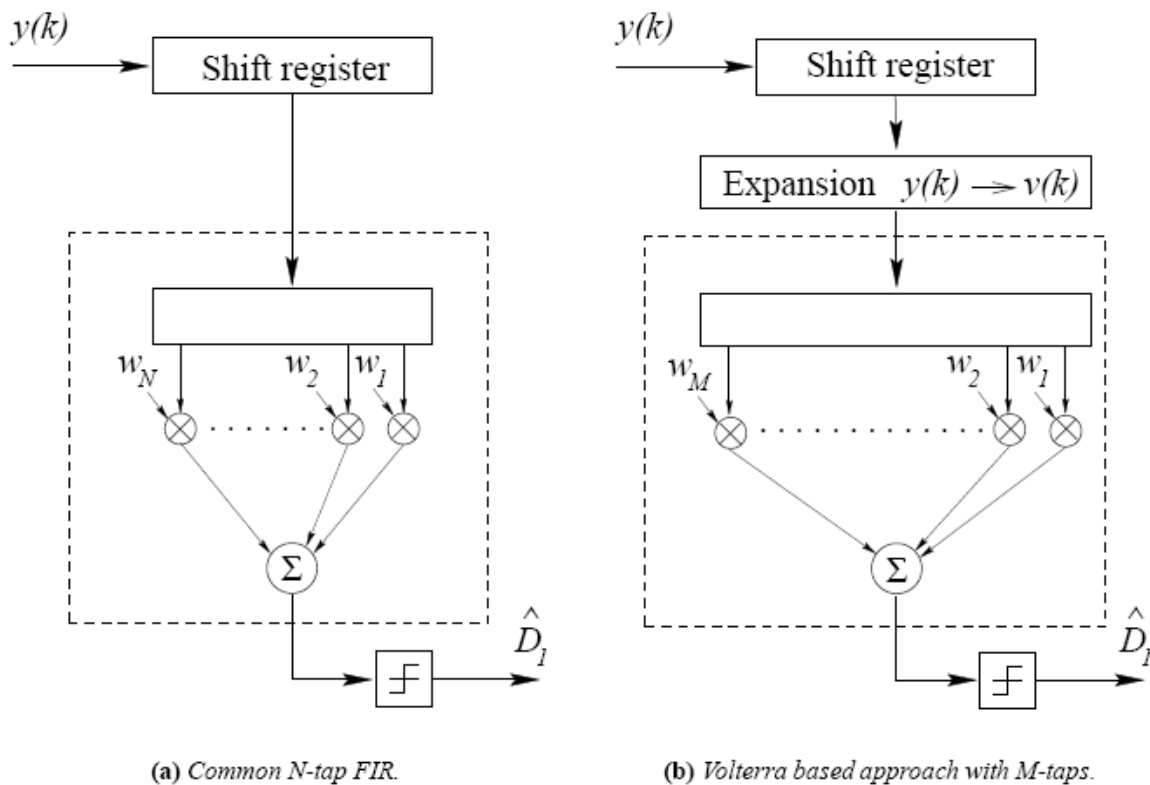 y(k)
Shift register
w_N w_2 w_1
Σ
D̂_1
(a) Common N-tap FIR.
y(k)
Shift register
Expansion y(k) → v(k)
w_M w_2 w_1
Σ
D̂_1
(b) Volterra based approach with M-taps.